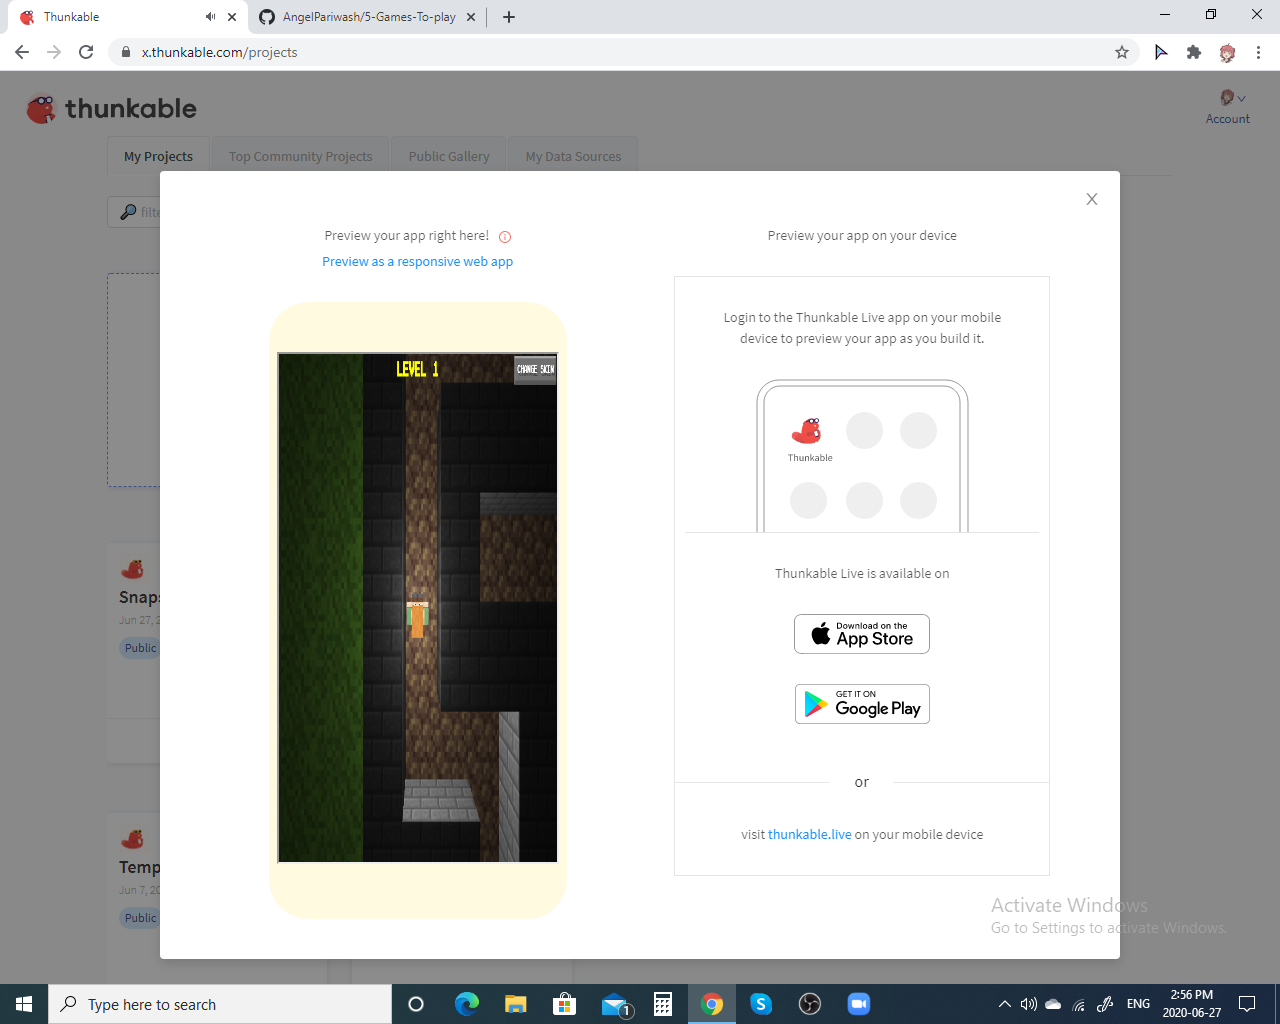 Thunkable
AngelPariwash/5-Games-To-play
x.thunkable.com/projects
thunkable
Account
My Projects
Top Community Projects
Public Gallery
My Data Sources
filte
X
Preview your app right here!
Preview as a responsive web app
Preview your app on your device
LEVEL 1
CHANGE SKIN
Login to the Thunkable Live app on your mobile
device to preview your app as you build it.
Thunkable
Thunkable Live is available on
Download on the
App Store
GET IT ON
Google Play
or
visit thunkable.live on your mobile device
Snaps
Jun 27, 2
Public
Temp
Jun 7, 20
Public
Activate Windows
Go to Settings to activate Windows.
Type here to search
1
ENG
2:56 PM
2020-06-27